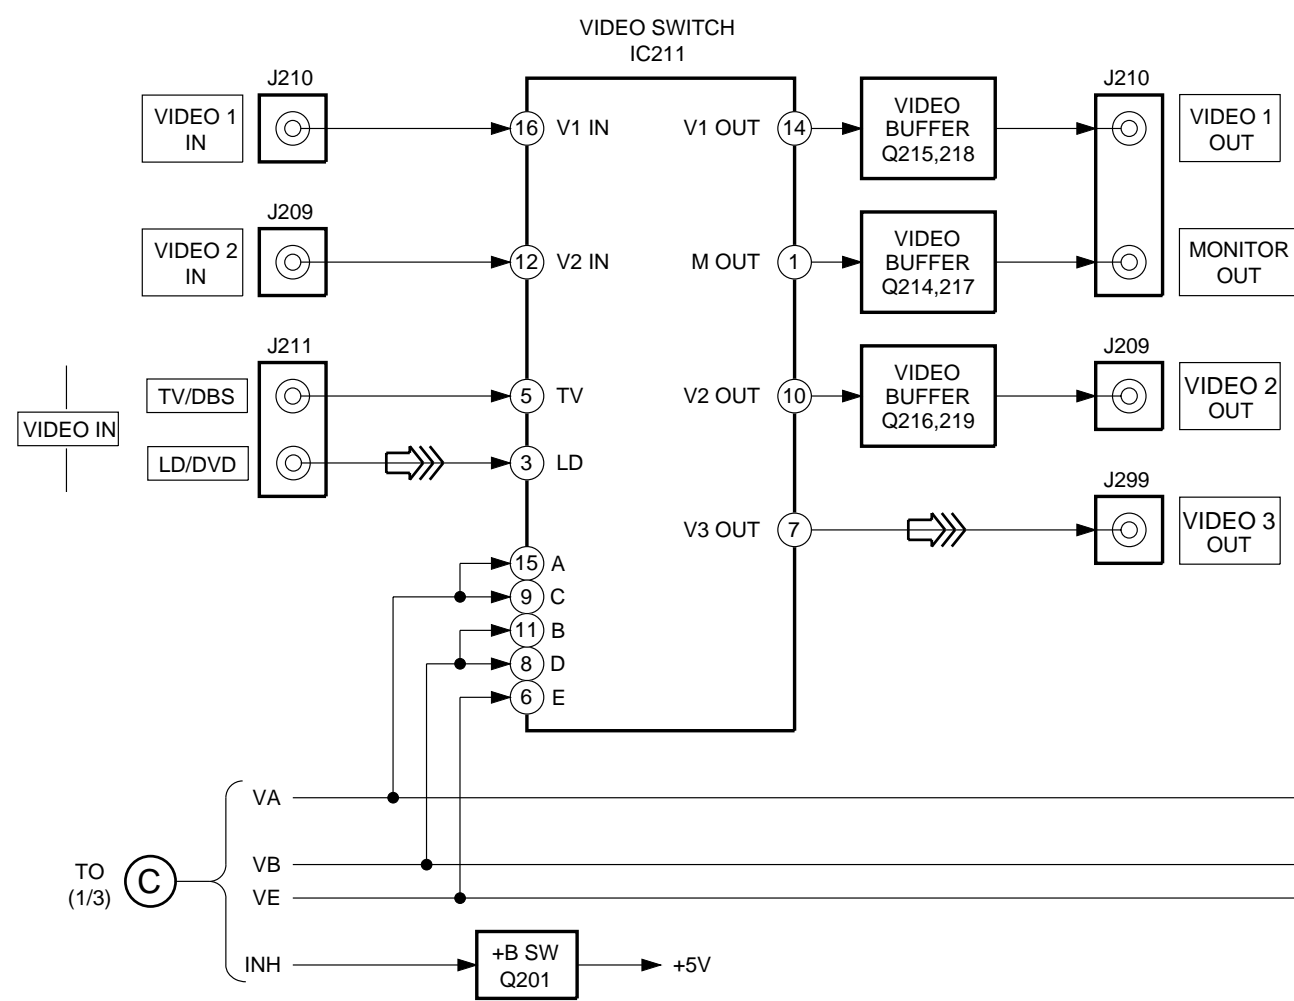 VIDEO SWITCH
IC211
J210
VIDEO 1
IN
16 V1 IN
V1 OUT 14
VIDEO
BUFFER
Q215,218
J210
VIDEO 1
OUT
J209
VIDEO 2
IN
12 V2 IN
M OUT 1
VIDEO
BUFFER
Q214,217
MONITOR
OUT
J211
VIDEO IN
TV/DBS
5 TV
V2 OUT 10
VIDEO
BUFFER
Q216,219
J209
VIDEO 2
OUT
LD/DVD
3 LD
V3 OUT 7
J299
VIDEO 3
OUT
15 A
9 C
11 B
8 D
6 E
TO
(1/3)
C
VA
VB
VE
INH
+B SW
Q201
+5V